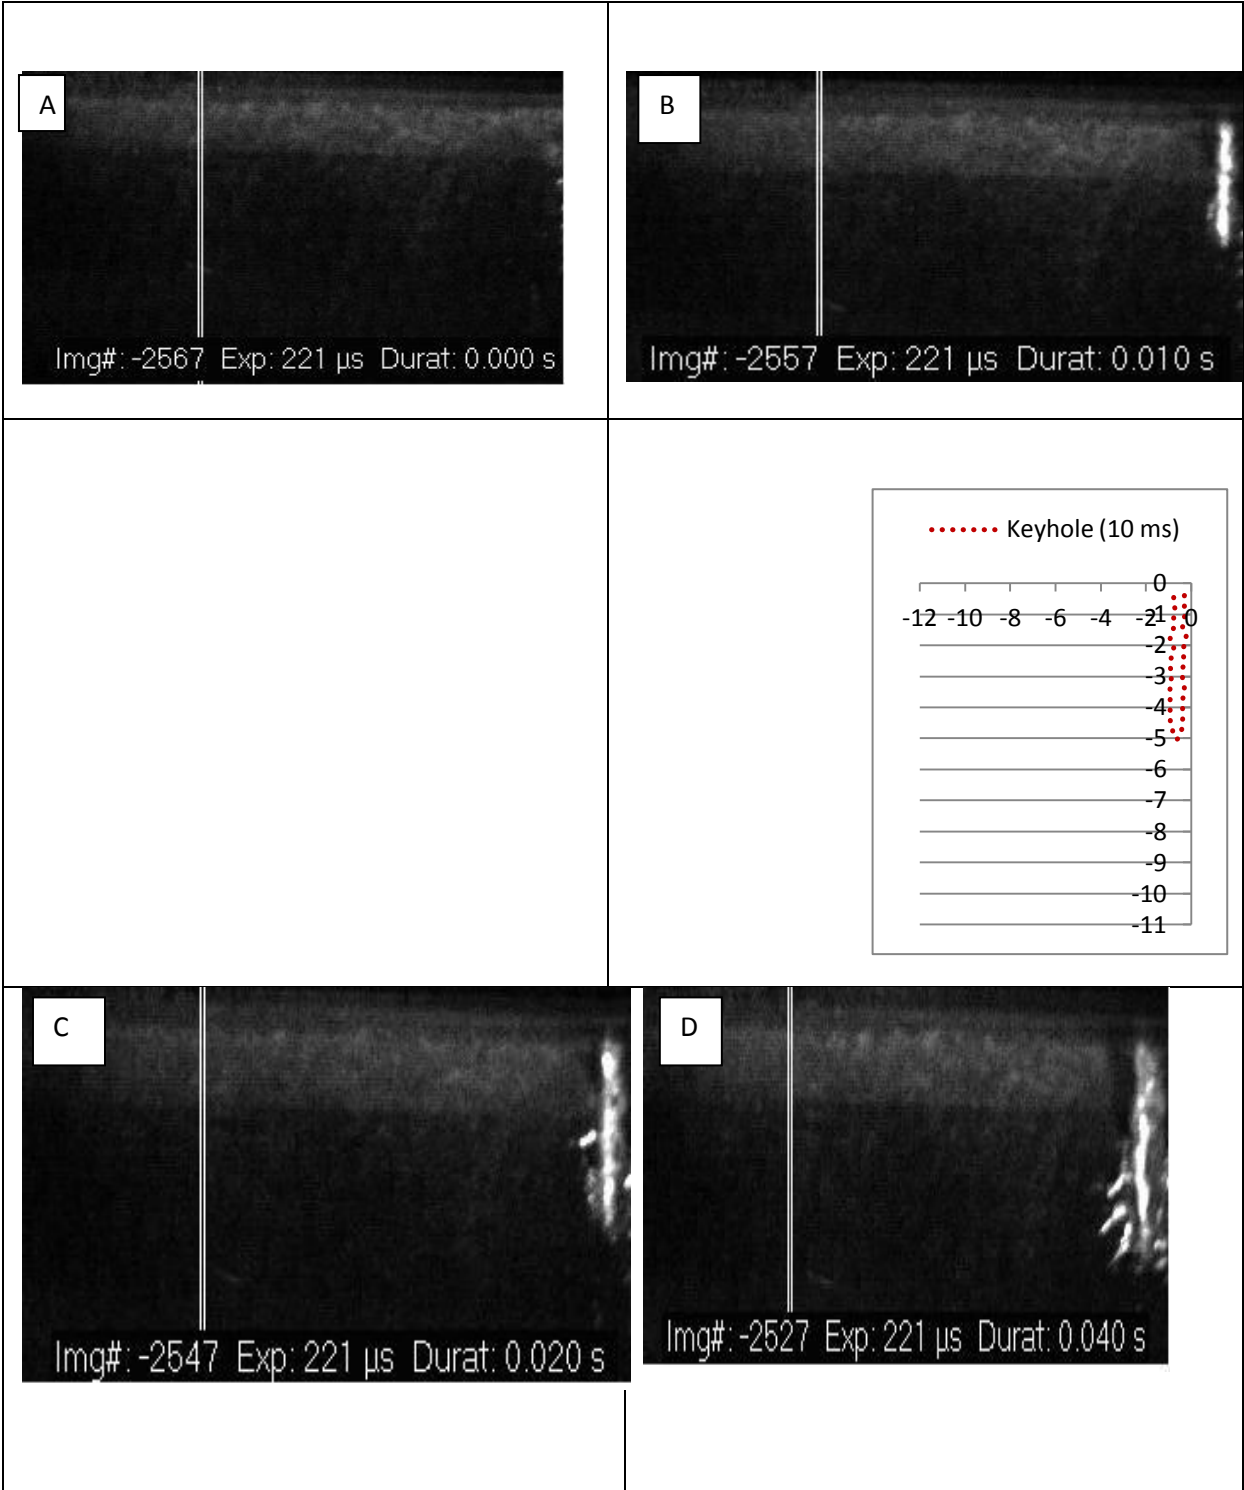 A
B
Img#: -2567 Exp: 221 µs Durat: 0.000 s
Img#: -2557 Exp: 221 µs Durat: 0.010 s
Keyhole (10 ms)
0
-12 -10 -8 -6 -4 -2 0
-1
-2
-3
-4
-5
-6
-7
-8
-9
-10
-11
C
D
Img#: -2547 Exp: 221 µs Durat: 0.020 s
Img#: -2527 Exp: 221 µs Durat: 0.040 s